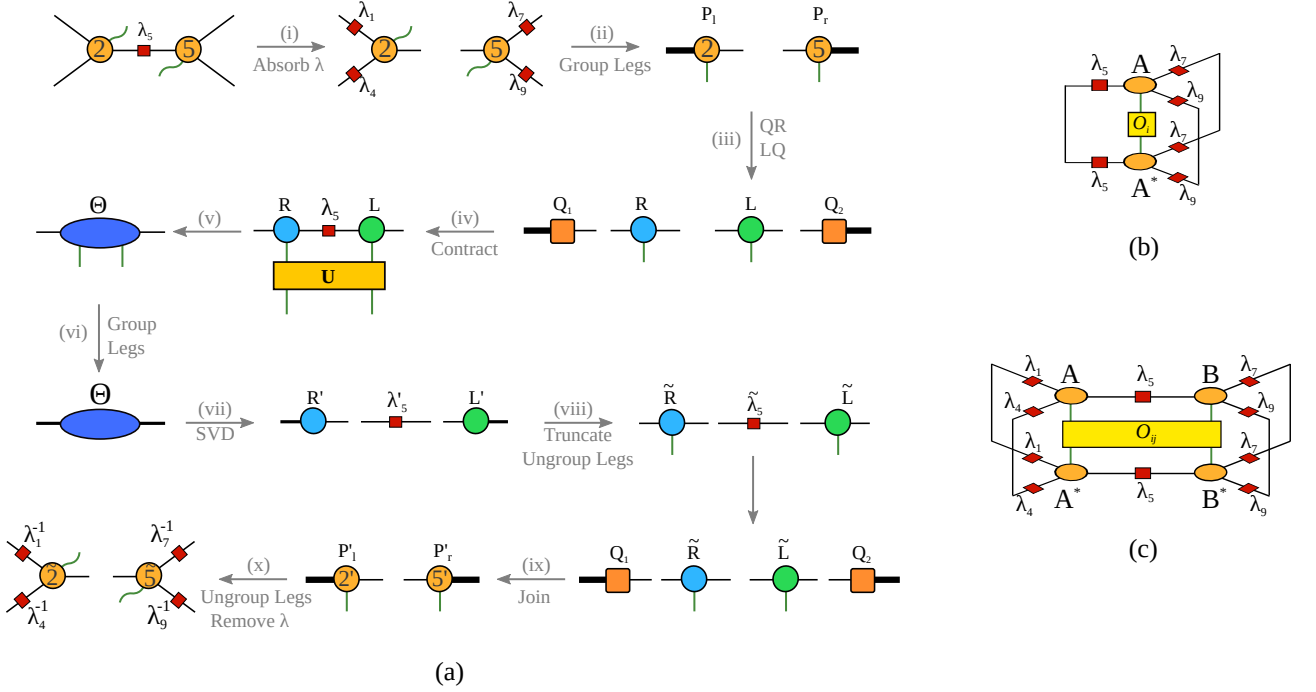 2 λ₅ 5
(i)
Absorb λ
λ₁ 2 λ₄
λ₇ 5 λ₉
(ii)
Group Legs
Pₗ Pᵣ
2 5
(iii) QR
LQ
Q₁ R L Q₂
(iv)
Contract
R λ₅ L
U
(v)
Θ
(vi) Group
Legs
Θ
(vii)
SVD
R' λ'₅ L'
(viii)
Truncate
Ungroup Legs
R̃ λ̃₅ L̃
Q₁ R̃ L̃ Q₂
(ix)
Join
P'ₗ P'ᵣ
2' 5'
(x)
Ungroup Legs
Remove λ
λ₁⁻¹ λ₇⁻¹
2̃ 5̃
λ₄⁻¹ λ₉⁻¹
(a)
λ₅ A λ₇
λ₉
Oᵢ
λ₇
λ₅ A* λ₉
(b)
λ₁ A λ₅ B λ₇
λ₄ λ₉
Oᵢⱼ
λ₁ λ₇
λ₄ A* λ₅ B* λ₉
(c)